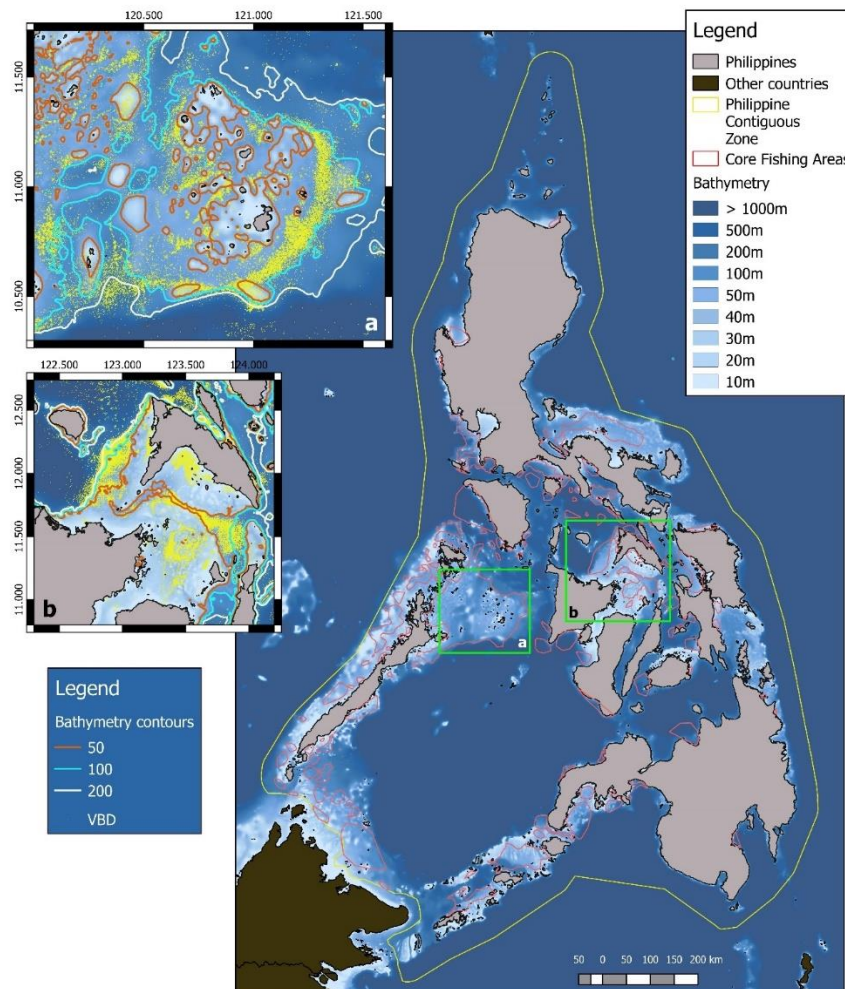 120.500 121.000 121.500
11.500
11.000
10.500
a
122.500 123.000 123.500 124.000
12.500
12.000
11.500
11.000
b
Legend
Bathymetry contours
50
100
200
VBD
Legend
Philippines
Other countries
Philippine
Contiguous
Zone
Core Fishing Areas
Bathymetry
> 1000m
500m
200m
100m
50m
40m
30m
20m
10m
a
b
50 0 50 100 150 200 km